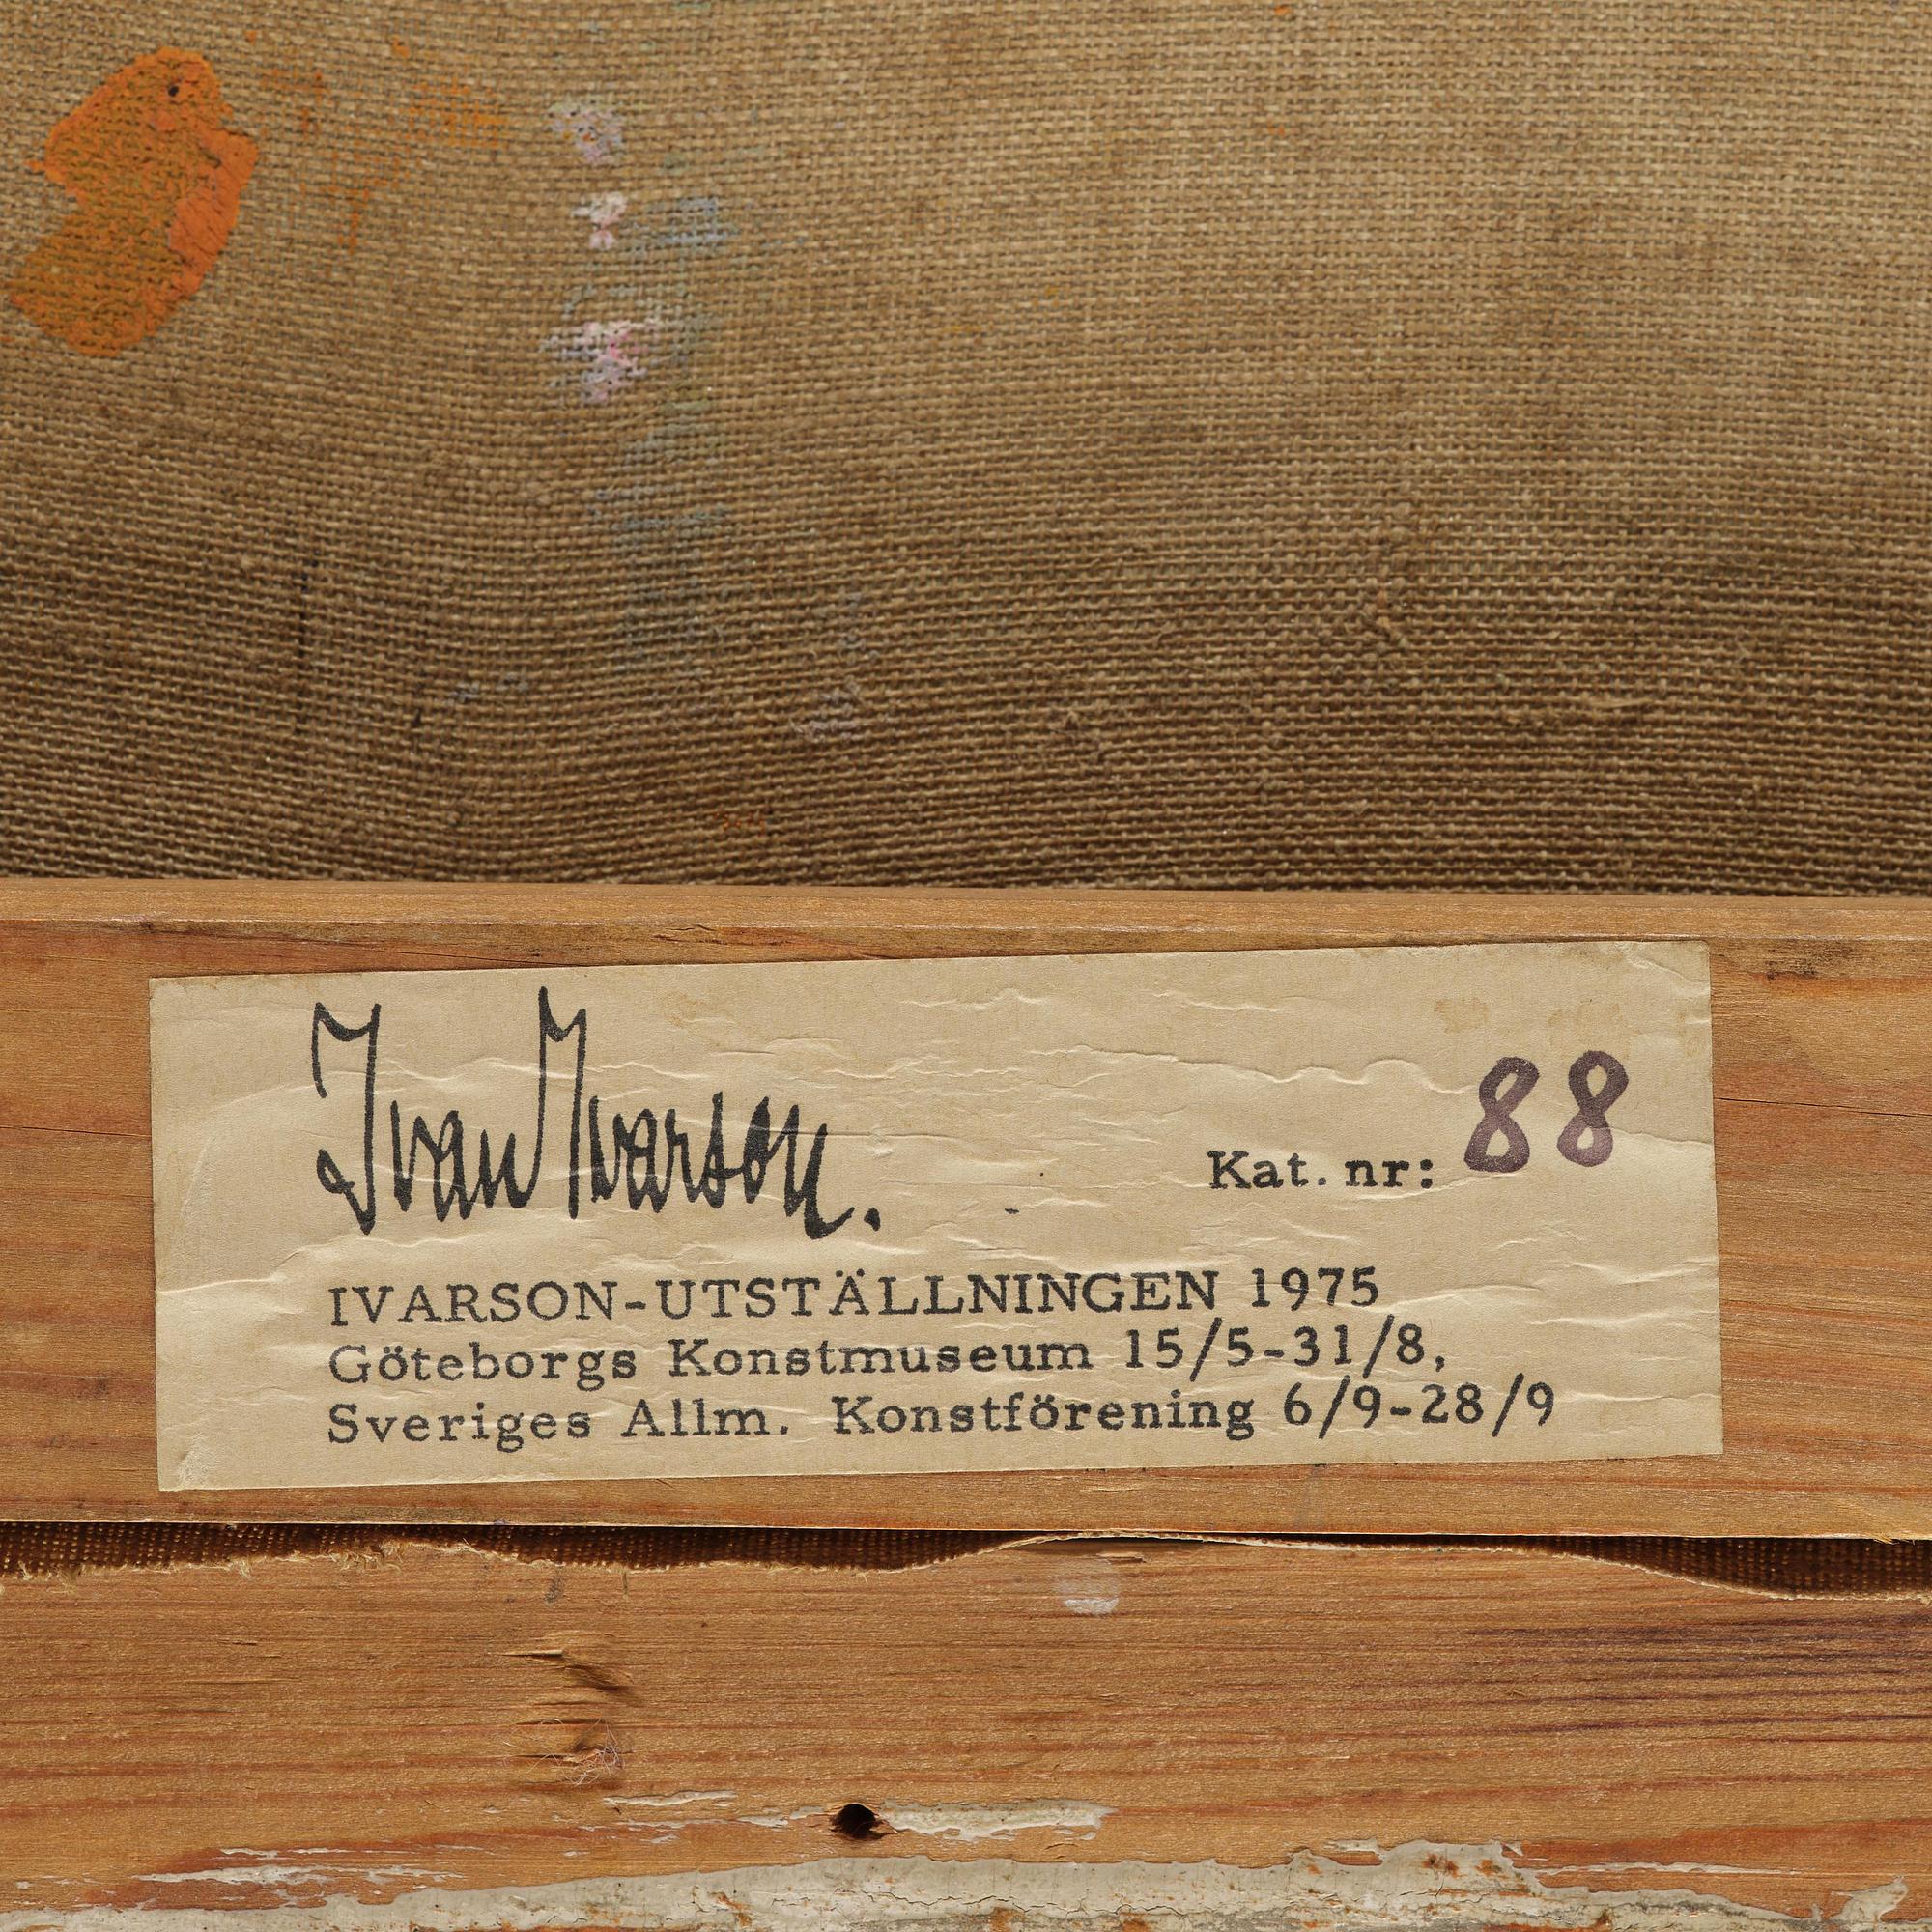 Ivan Ivarson.
Kat. nr: 88
IVARSON-UTSTÄLLNINGEN 1975
Göteborgs Konstmuseum 15/5-31/8,
Sveriges Allm. Konstförening 6/9-28/9